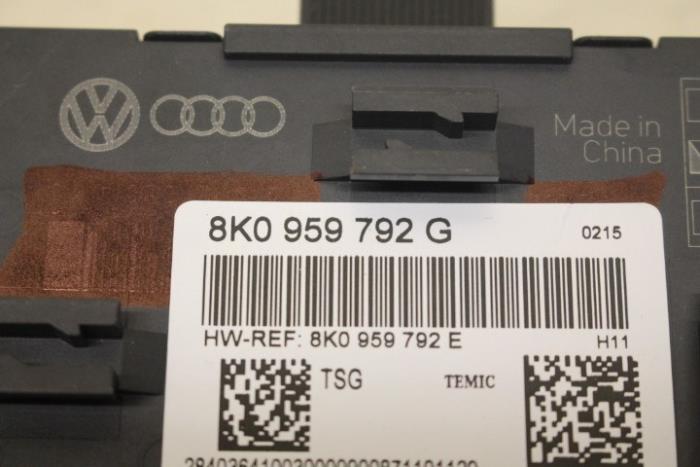 Made in
China
8K0 959 792 G 0215
HW-REF: 8K0 959 792 E H11
TSG TEMIC